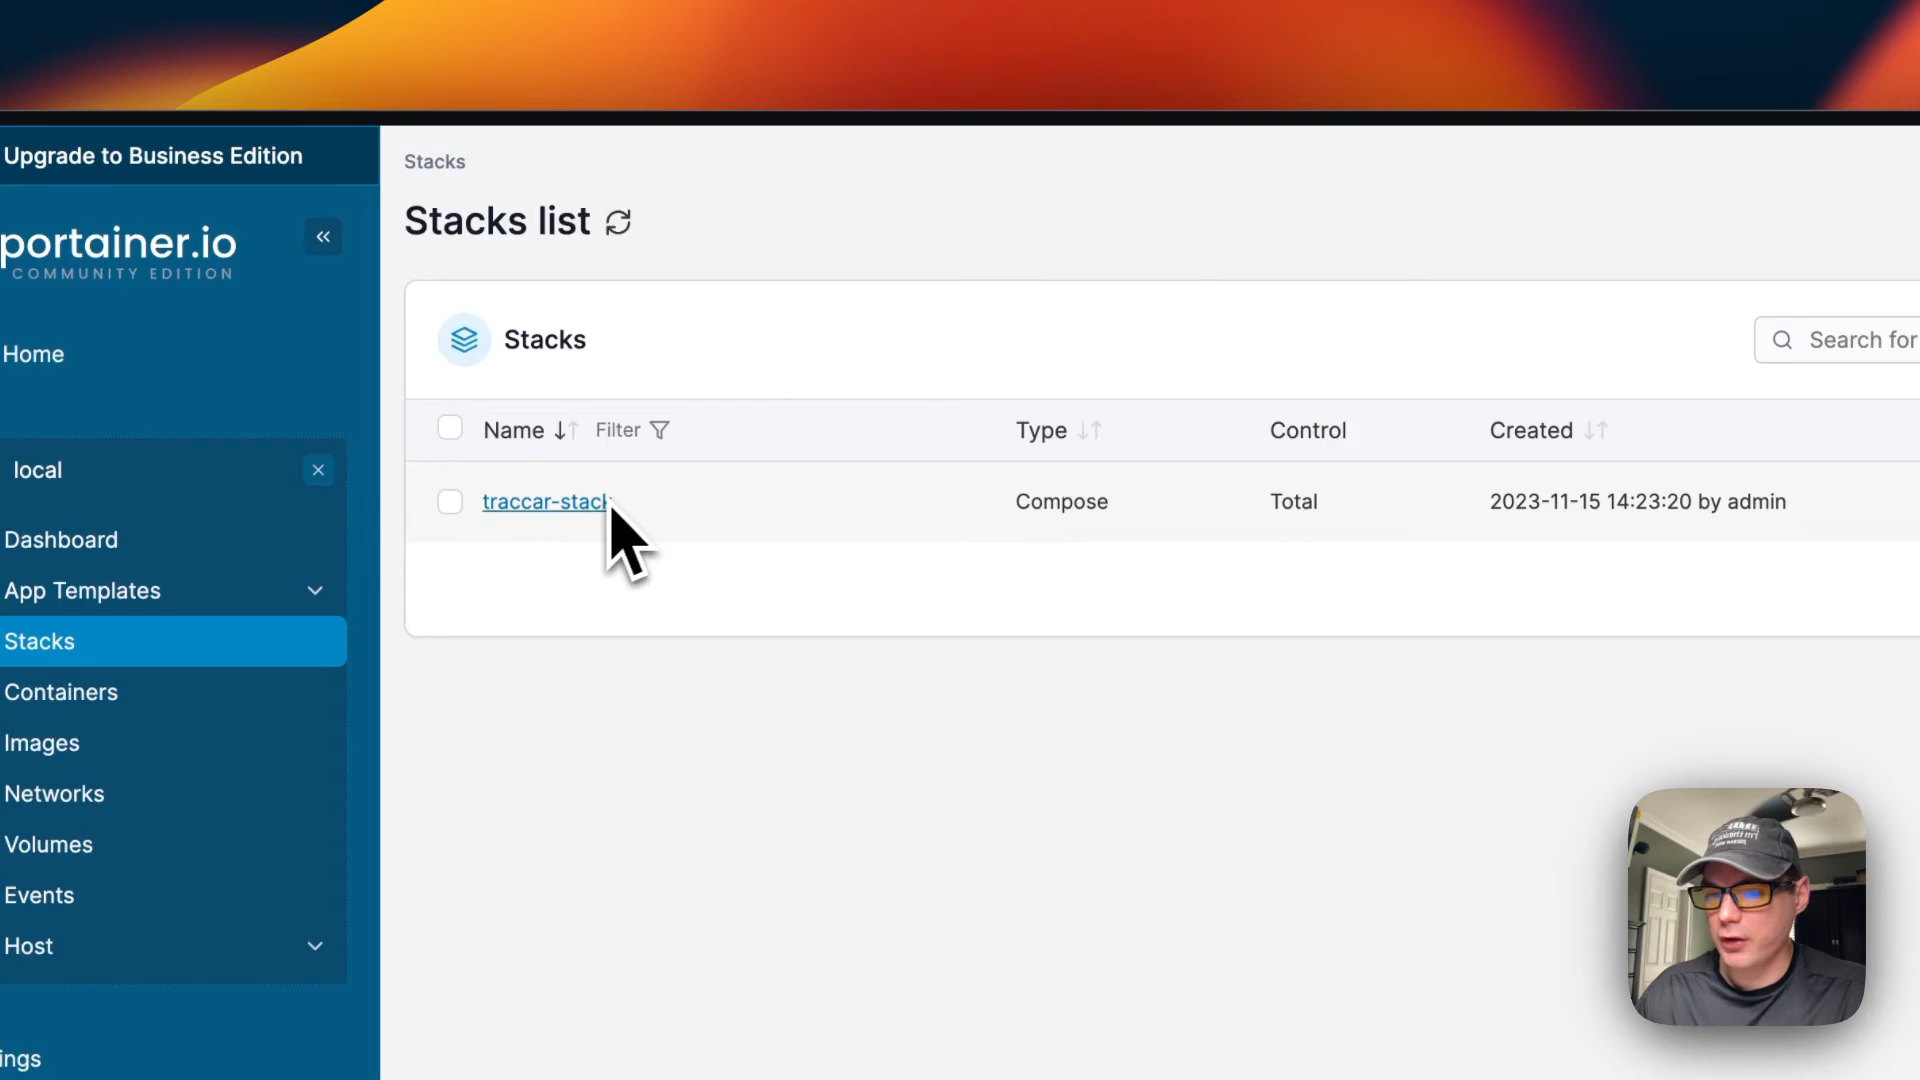 Upgrade to Business Edition
portainer.io
COMMUNITY EDITION
Home
local
Dashboard
App Templates
Stacks
Containers
Images
Networks
Volumes
Events
Host
ings
Stacks
Stacks list
Stacks
Search for
Name Filter Type Control Created
traccar-stack Compose Total 2023-11-15 14:23:20 by admin